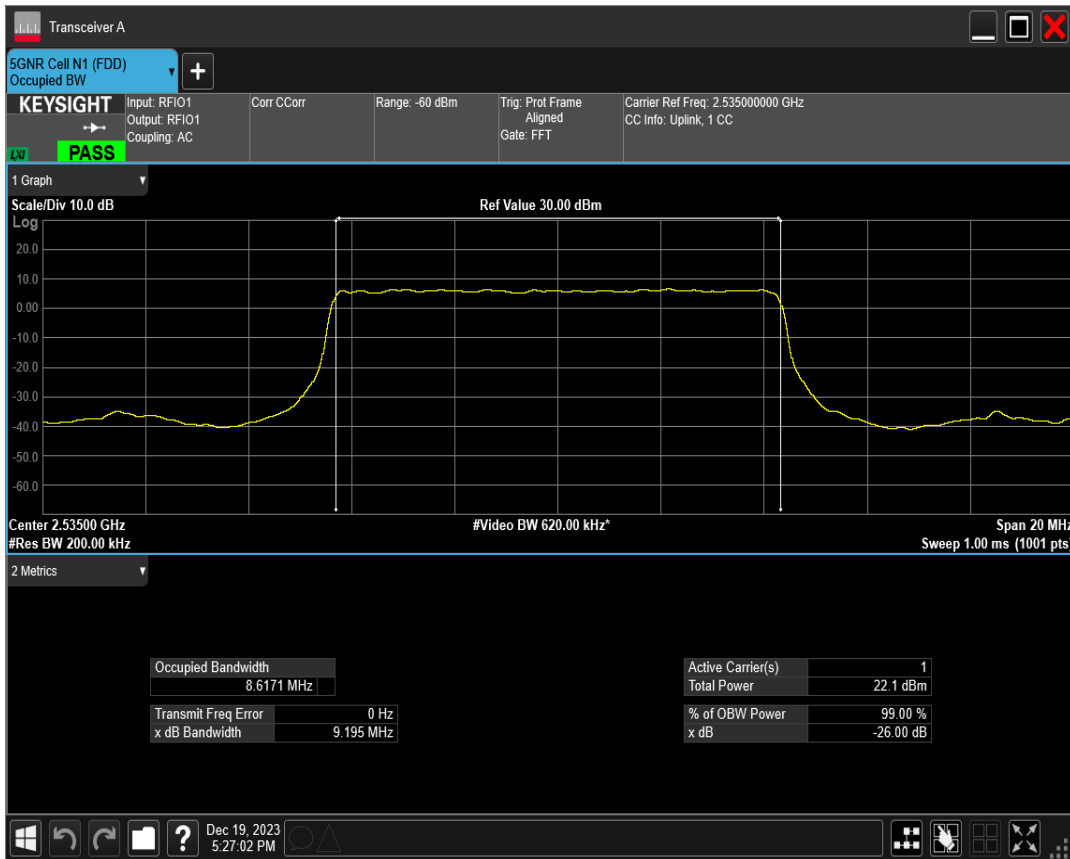 Transceiver A
5GNR Cell N1 (FDD)
Occupied BW
+
KEYSIGHT
LXI
PASS
Input: RFIO1
Output: RFIO1
Coupling: AC
Corr CCorr
Range: -60 dBm
Trig: Prot Frame
Aligned
Gate: FFT
Carrier Ref Freq: 2.535000000 GHz
CC Info: Uplink, 1 CC
1 Graph
Scale/Div 10.0 dB
Ref Value 30.00 dBm
Log
20.0
10.0
0.00
-10.0
-20.0
-30.0
-40.0
-50.0
-60.0
Center 2.53500 GHz
#Video BW 620.00 kHz*
Span 20 MHz
#Res BW 200.00 kHz
Sweep 1.00 ms (1001 pts)
2 Metrics
Occupied Bandwidth
8.6171 MHz
Transmit Freq Error 0 Hz
x dB Bandwidth 9.195 MHz
Active Carrier(s) 1
Total Power 22.1 dBm
% of OBW Power 99.00 %
x dB -26.00 dB
?
Dec 19, 2023
5:27:02 PM